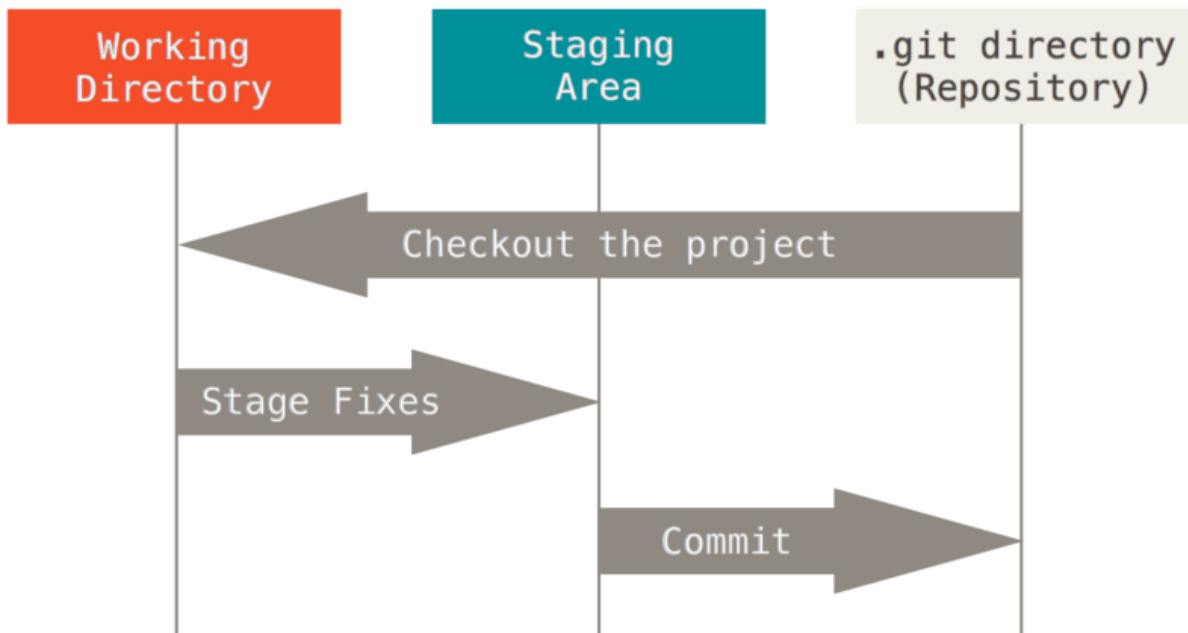 Working
Directory
Staging
Area
.git directory
(Repository)
Checkout the project
Stage Fixes
Commit